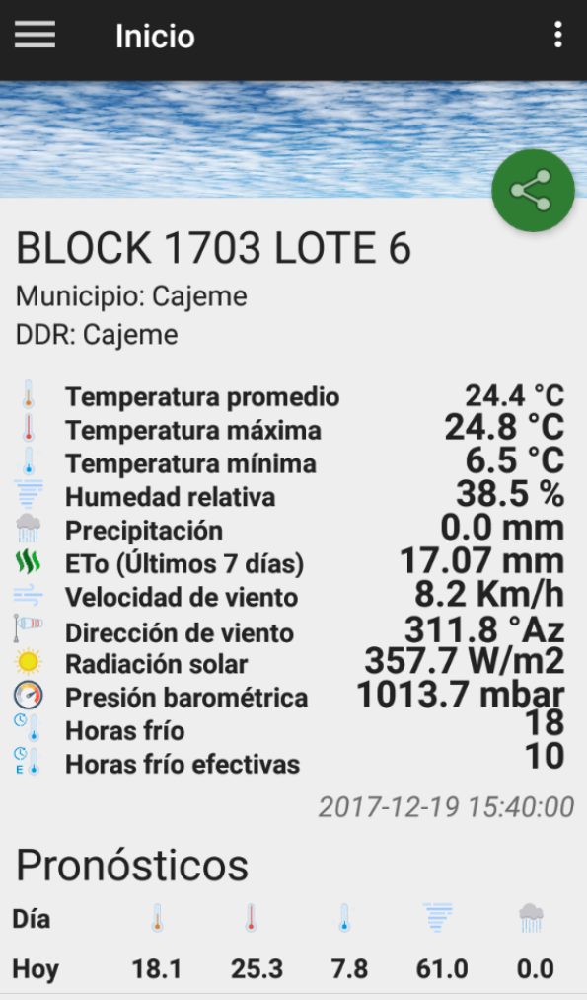 Inicio
BLOCK 1703 LOTE 6
Municipio: Cajeme
DDR: Cajeme
Temperatura promedio 24.4 °C
Temperatura máxima 24.8 °C
Temperatura mínima 6.5 °C
Humedad relativa 38.5 %
Precipitación 0.0 mm
ETo (Últimos 7 días) 17.07 mm
Velocidad de viento 8.2 Km/h
Dirección de viento 311.8 °Az
Radiación solar 357.7 W/m2
Presión barométrica 1013.7 mbar
Horas frío 18
E Horas frío efectivas 10
2017-12-19 15:40:00
Pronósticos
Día
Hoy 18.1 25.3 7.8 61.0 0.0